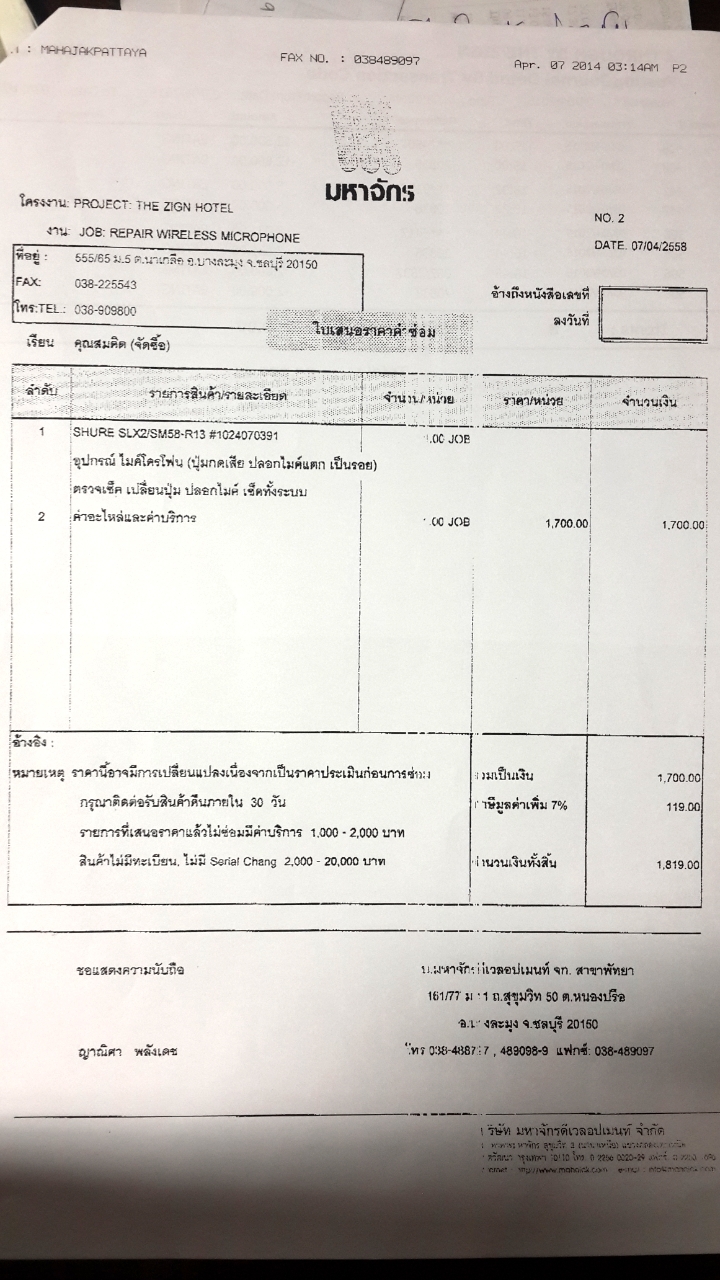 : MAHAJAKPATTAYA FAX NO. : 038489097 Apr. 07 2014 03:14AM P2
มหาจักร
โครงงาน: PROJECT: THE ZIGN HOTEL
NO. 2
งาน: JOB: REPAIR WIRELESS MICROPHONE
DATE. 07/04/2558
ที่อยู่ : 555/65 ม.5 ต.นาเกลือ อ.บางละมุง จ.ชลบุรี 20150
FAX: 038-225543
อ้างถึงหนังสือเลขที่
โทร:TEL.: 038-909800
ลงวันที่
ใบเสนอราคาค่าซ่อม
เรียน คุณสมคิด (จัดซื้อ)
ลำดับ รายการสินค้า/รายละเอียด จำนวน/หน่วย ราคา/หน่วย จำนวนเงิน
1 SHURE SLX2/SM58-R13 #1024070391 .00 JOB
อุปกรณ์ ไมค์โครโฟน (ปุ่มกดเสีย ปลอกไมค์แตก เป็นรอย)
ตรวจเช็ค เปลี่ยนปุ่ม ปลอกไมค์ เช็คทั้งระบบ
2 ค่าอะไหล่และค่าบริการ .00 JOB 1,700.00 1,700.00
อ้างอิง :
หมายเหตุ ราคานี้อาจมีการเปลี่ยนแปลงเนื่องจากเป็นราคาประเมินก่อนการซ่อม รวมเป็นเงิน 1,700.00
กรุณาติดต่อรับสินค้าคืนภายใน 30 วัน ภาษีมูลค่าเพิ่ม 7% 119.00
รายการที่เสนอราคาแล้วไม่ซ่อมมีค่าบริการ 1,000 - 2,000 บาท
สินค้าไม่มีทะเบียน, ไม่มี Serial Chang 2,000 - 20,000 บาท จำนวนเงินทั้งสิ้น 1,819.00
ขอแสดงความนับถือ
บ.มหาจักรดีเวลอปเมนท์ จก. สาขาพัทยา
161/77 ถ.สุขุมวิท 50 ต.หนองปรือ
อ.บางละมุง จ.ชลบุรี 20150
ญาณิศา พลังเดช
โทร 038-4887 7 , 489098-9 แฟกซ์: 038-489097
บริษัท มหาจักรดีเวลอปเมนท์ จำกัด